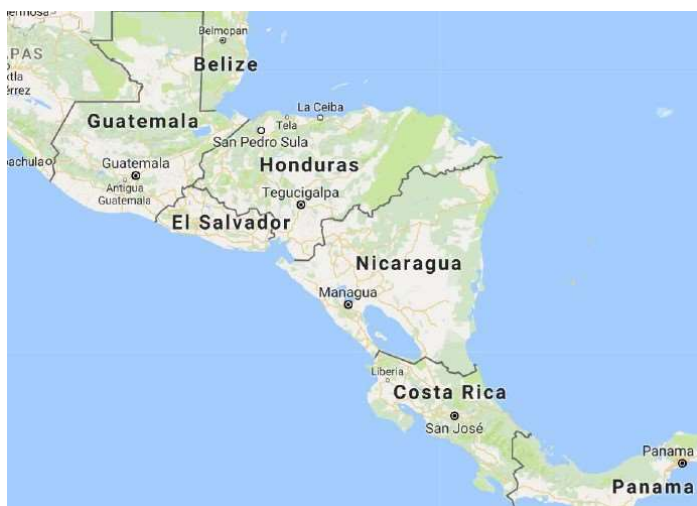 Belmopan
Belize
PAS
Guatemala
La Ceiba
Tela
San Pedro Sula
Honduras
Guatemala
Antigua
Guatemala
Tegucigalpa
El Salvador
Nicaragua
Managua
Liberia
Costa Rica
San José
Panama
Panama